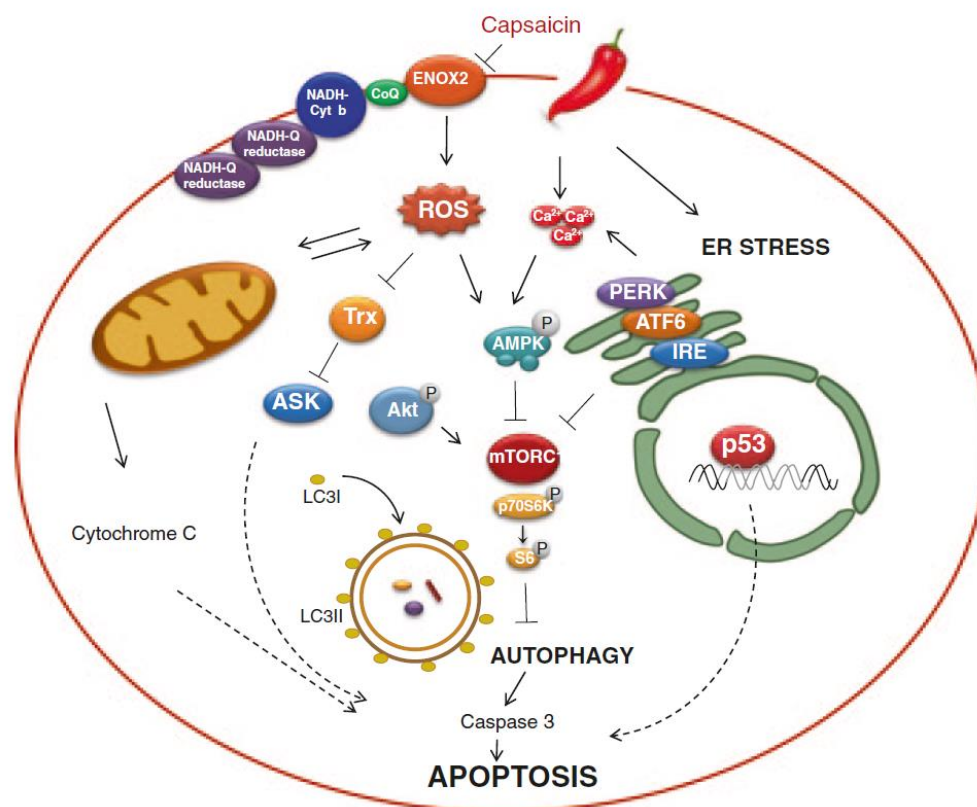 Capsaicin
ENOX2
CoQ
NADH-
Cyt b
NADH-Q
reductase
NADH-Q
reductase
ROS
Ca2+
Ca2+
Ca2+
ER STRESS
PERK
ATF6
IRE
Trx
P
AMPK
ASK
Akt
P
mTORC
p53
LC3I
p70S6K
P
S6
P
Cytochrome C
LC3II
AUTOPHAGY
Caspase 3
APOPTOSIS